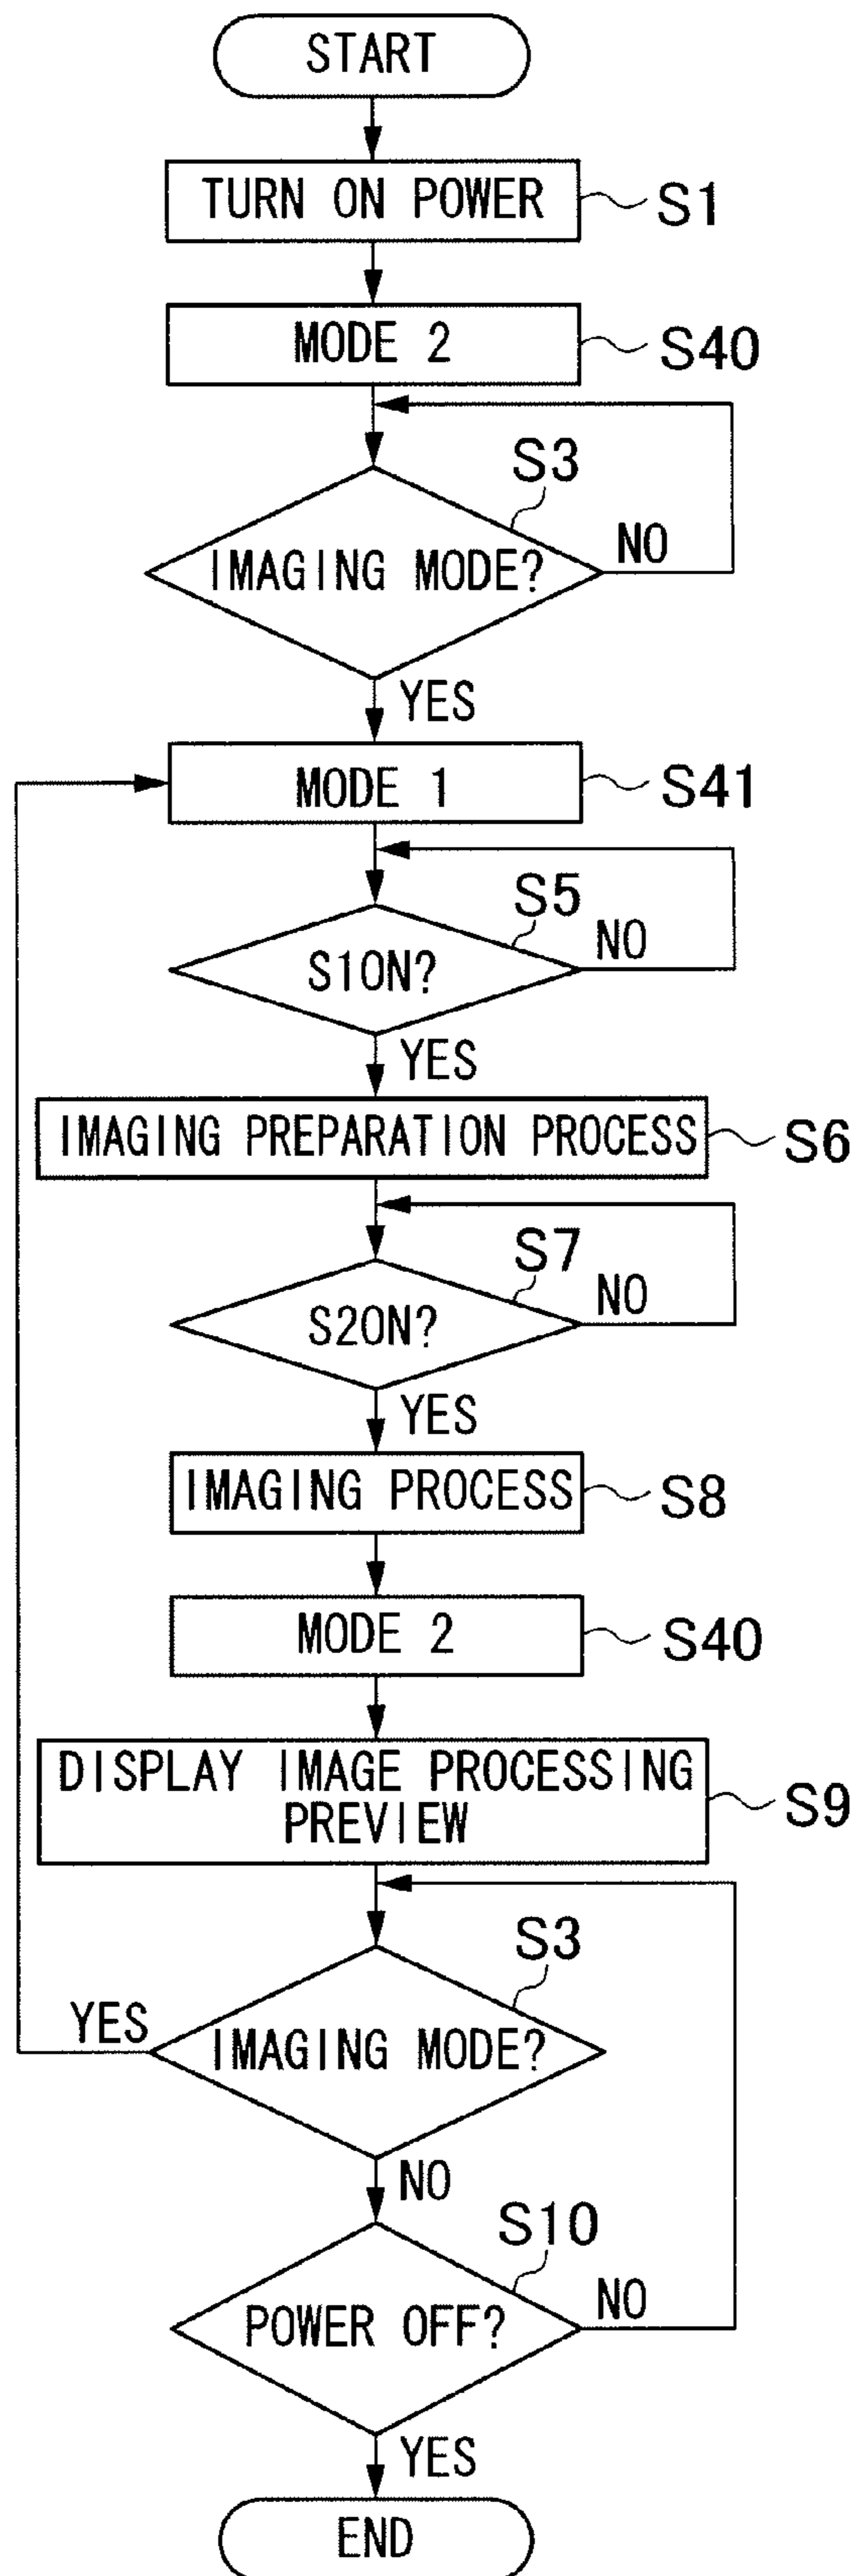 START
TURN ON POWER
S1
MODE 2
S40
S3
IMAGING MODE?
NO
YES
MODE 1
S41
S5
S1ON?
NO
YES
IMAGING PREPARATION PROCESS
S6
S7
S2ON?
NO
YES
IMAGING PROCESS
S8
MODE 2
S40
DISPLAY IMAGE PROCESSING
PREVIEW
S9
S3
YES
IMAGING MODE?
NO
S10
POWER OFF?
NO
YES
END